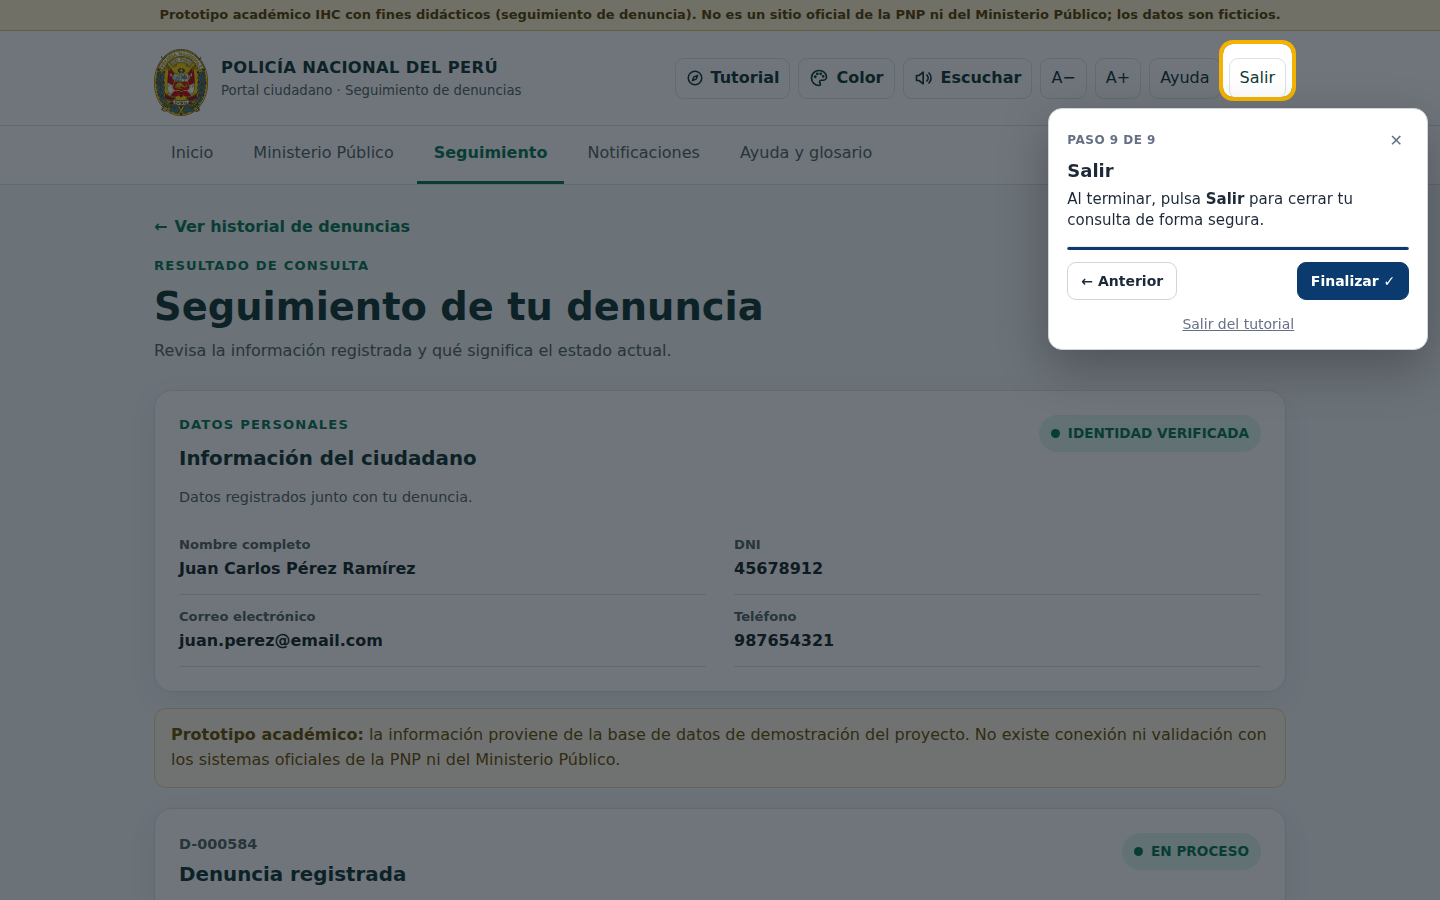 Prototipo académico IHC con fines didácticos (seguimiento de denuncia). No es un sitio oficial de la PNP ni del Ministerio Público; los datos son ficticios.
POLICÍA NACIONAL DEL PERÚ
Portal ciudadano · Seguimiento de denuncias
Tutorial
Color
Escuchar
A−
A+
Ayuda
Salir
Inicio
Ministerio Público
Seguimiento
Notificaciones
Ayuda y glosario
PASO 9 DE 9
×
Salir
Al terminar, pulsa Salir para cerrar tu
consulta de forma segura.
← Anterior
Finalizar ✓
Salir del tutorial
← Ver historial de denuncias
RESULTADO DE CONSULTA
Seguimiento de tu denuncia
Revisa la información registrada y qué significa el estado actual.
DATOS PERSONALES
IDENTIDAD VERIFICADA
Información del ciudadano
Datos registrados junto con tu denuncia.
Nombre completo
Juan Carlos Pérez Ramírez
DNI
45678912
Correo electrónico
juan.perez@email.com
Teléfono
987654321
Prototipo académico: la información proviene de la base de datos de demostración del proyecto. No existe conexión ni validación con
los sistemas oficiales de la PNP ni del Ministerio Público.
D-000584
EN PROCESO
Denuncia registrada